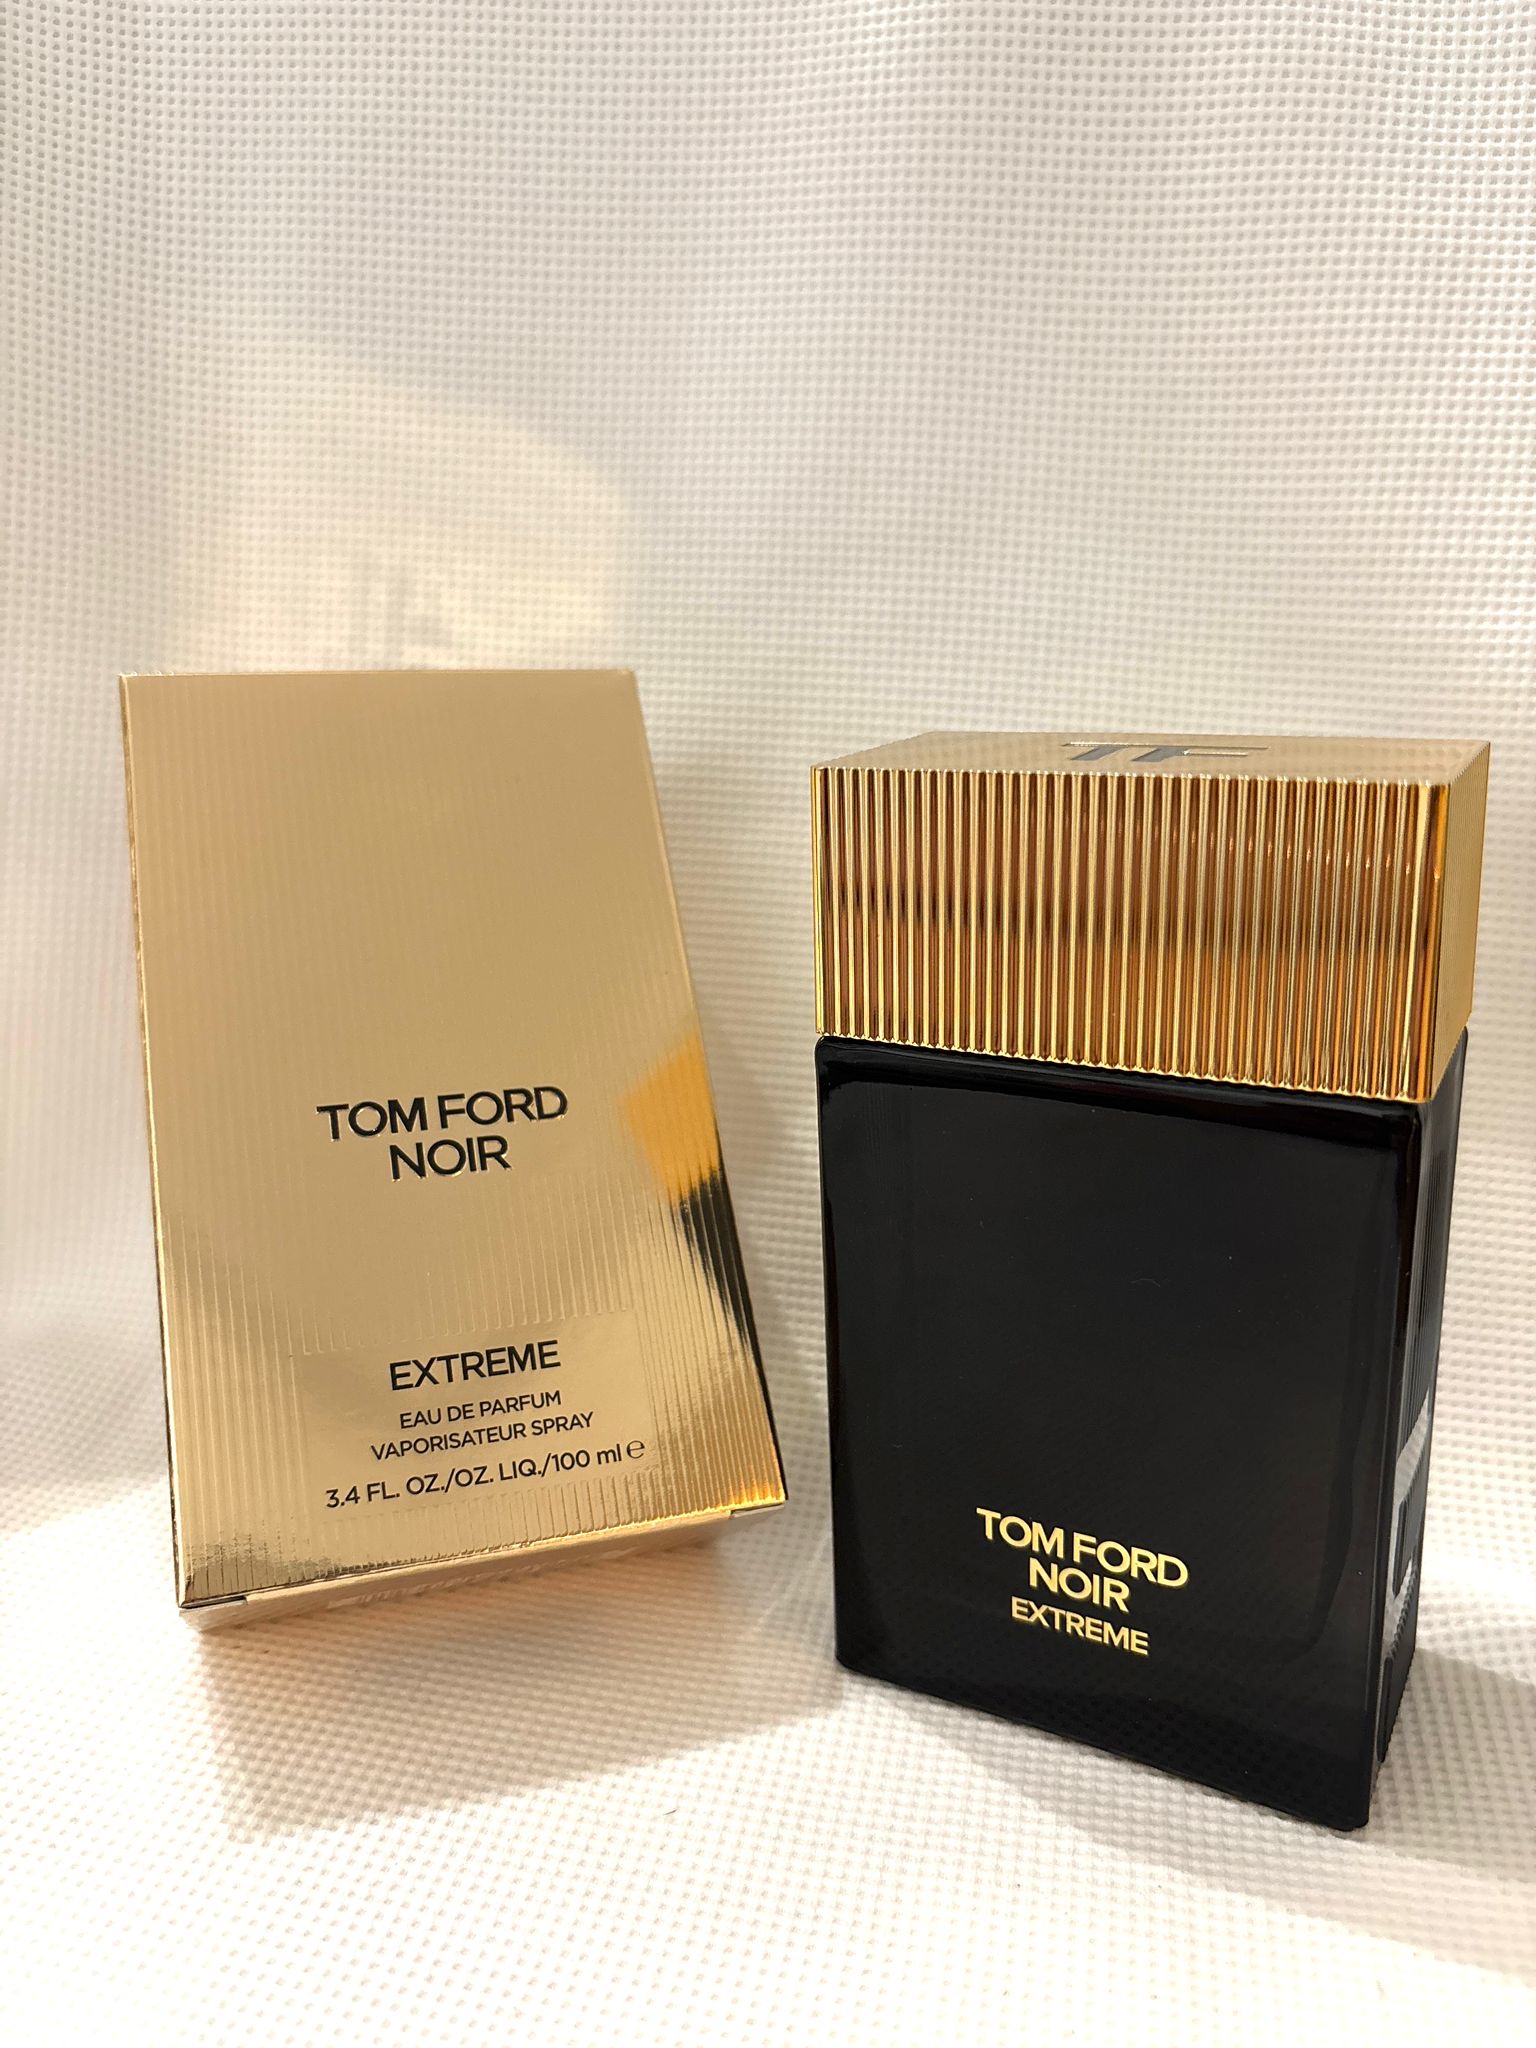 TOM FORD
NOIR
EXTREME
EAU DE PARFUM
VAPORISATEUR SPRAY
3.4 FL. OZ./OZ. LIQ./100 ml ℮
TF
TOM FORD
NOIR
EXTREME